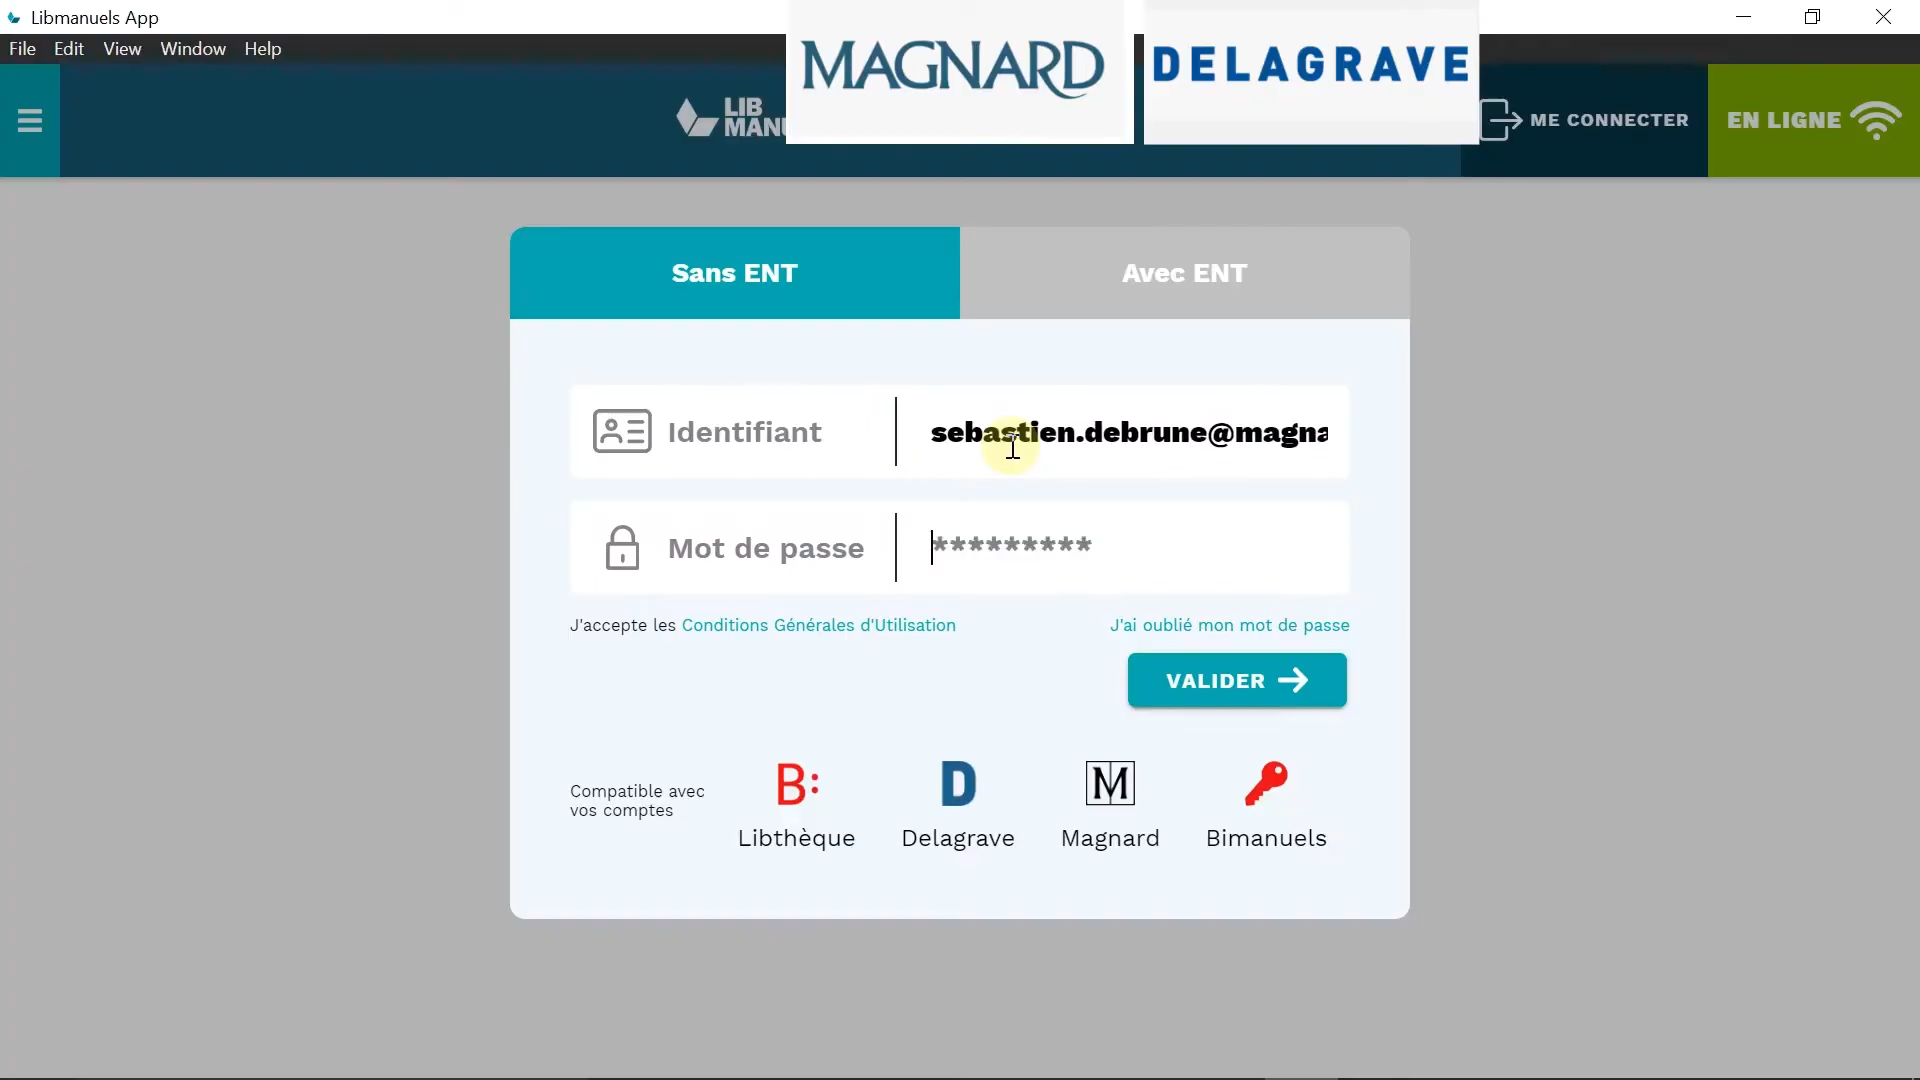 Libmanuels App
File Edit View Window Help
MAGNARD
DELAGRAVE
LIB
ME CONNECTER
EN LIGNE
Sans ENT
Avec ENT
Identifiant
sebastien.debrune@magna
Mot de passe
*********
J'accepte les Conditions Générales d'Utilisation
J'ai oublié mon mot de passe
VALIDER
Compatible avec
vos comptes
B:
D
M
Libthèque
Delagrave
Magnard
Bimanuels